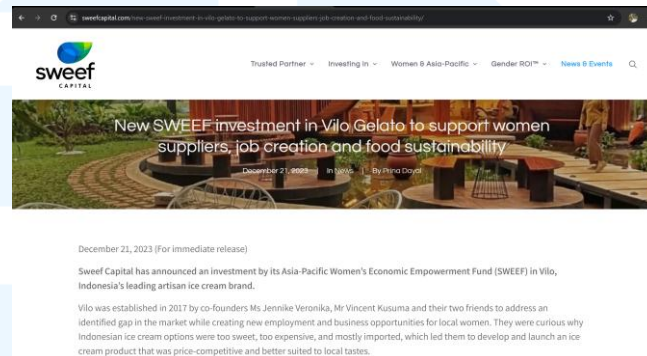 sweefcapital.com/new-sweef-investment-in-vilo-gelato-to-support-women-suppliers-job-creation-and-food-sustainability/
sweef
CAPITAL
Trusted Partner Investing In Women & Asia-Pacific Gender ROI™ News & Events
New SWEEF investment in Vilo Gelato to support women
suppliers, job creation and food sustainability
December 21, 2023 | In News | By Prina Dayal
December 21, 2023 (For immediate release)
Sweef Capital has announced an investment by its Asia-Pacific Women's Economic Empowerment Fund (SWEEF) in Vilo,
Indonesia's leading artisan ice cream brand.
Vilo was established in 2017 by co-founders Ms Jennike Veronika, Mr Vincent Kusuma and their two friends to address an
identified gap in the market while creating new employment and business opportunities for local women. They were curious why
Indonesian ice cream options were too sweet, too expensive, and mostly imported, which led them to develop and launch an ice
cream product that was price-competitive and better suited to local tastes.